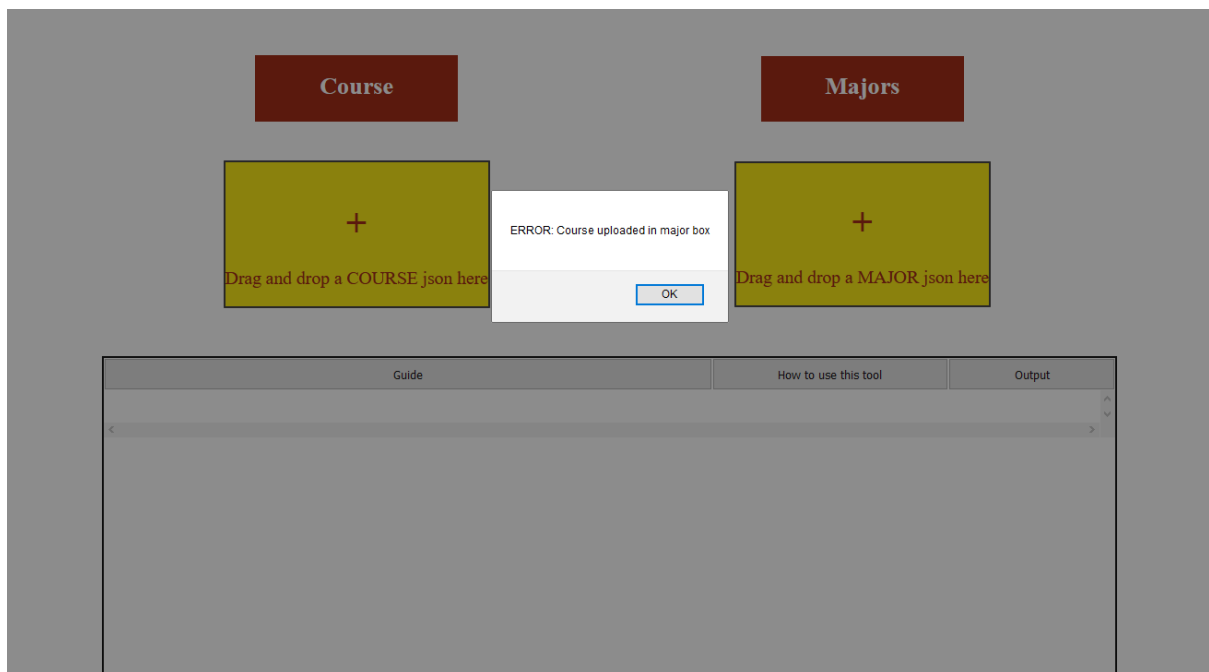 Course
Majors
+
Drag and drop a COURSE json here
ERROR: Course uploaded in major box
OK
+
Drag and drop a MAJOR json here
Guide
How to use this tool
Output